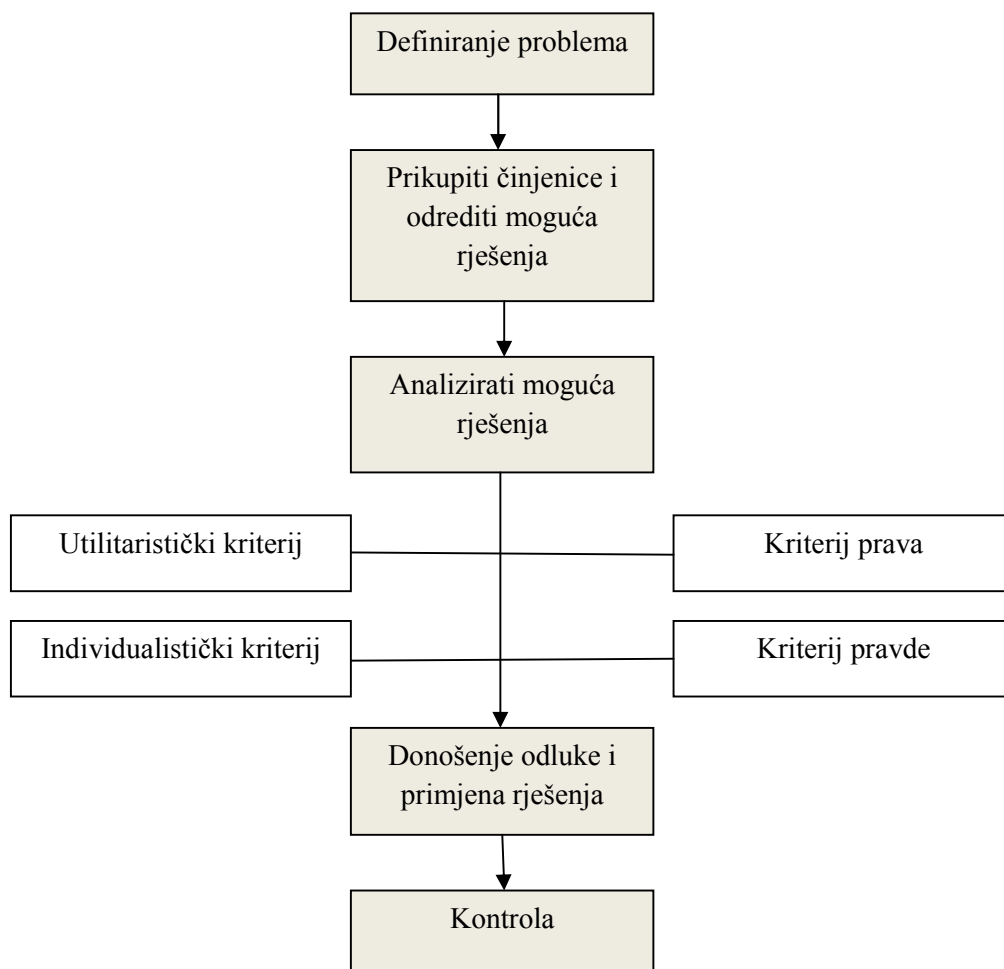 Definiranje problema
Prikupiti činjenice i
odrediti moguća
rješenja
Analizirati moguća
rješenja
Utilitaristički kriterij
Kriterij prava
Individualistički kriterij
Kriterij pravde
Donošenje odluke i
primjena rješenja
Kontrola